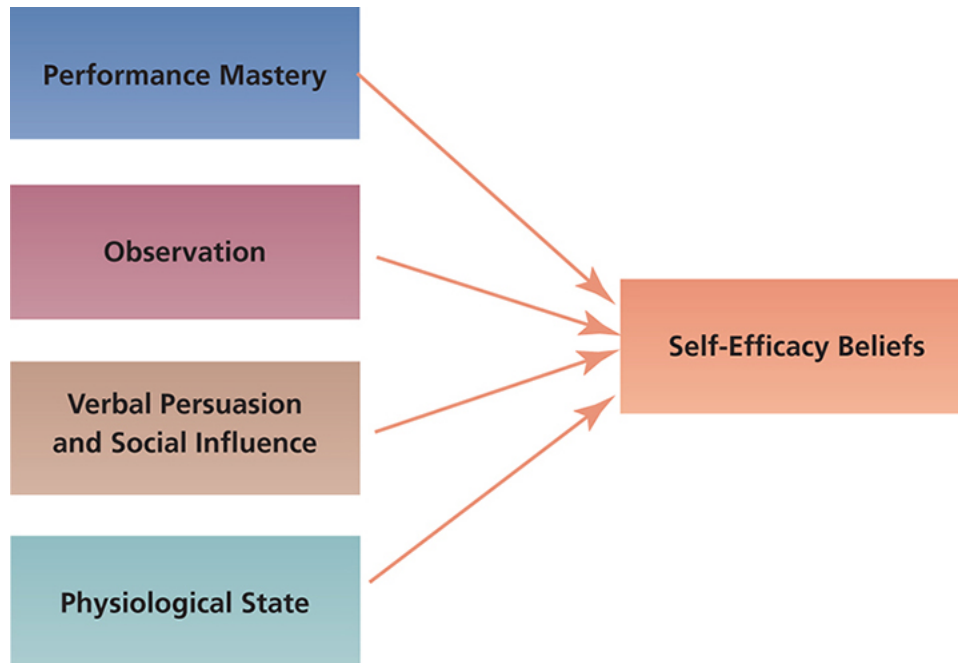 Performance Mastery
Observation
Verbal Persuasion
and Social Influence
Physiological State
Self-Efficacy Beliefs